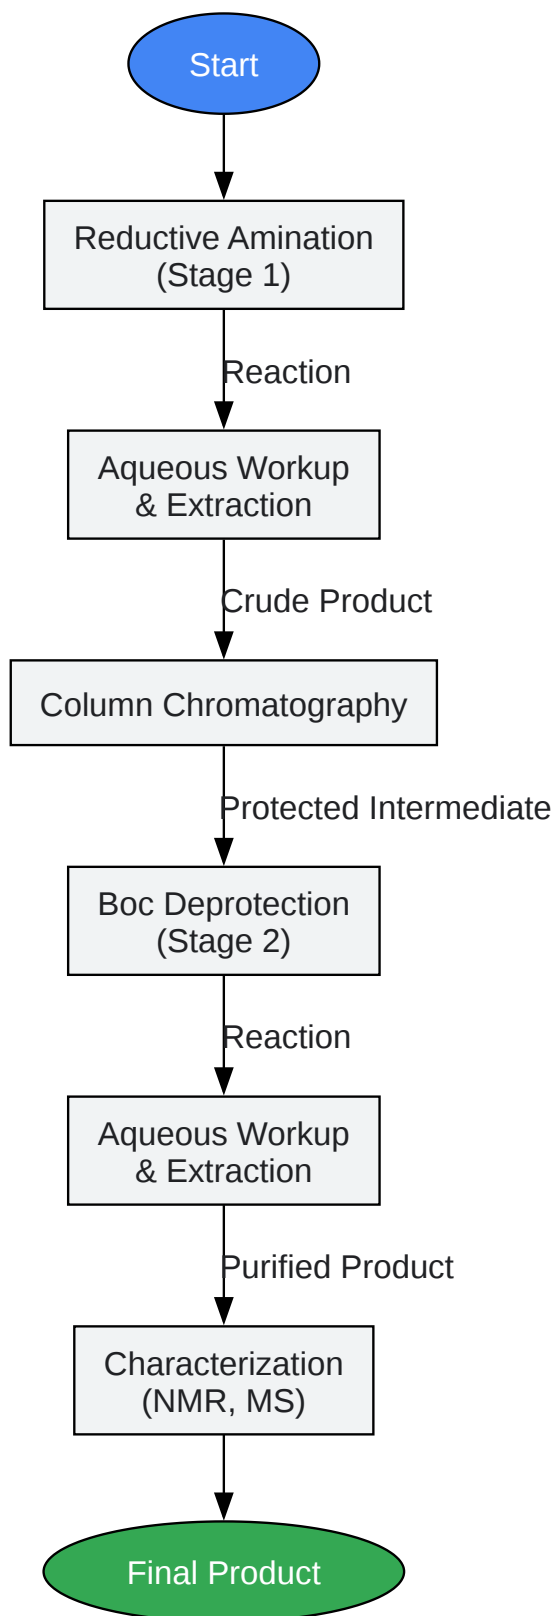 Start
Reductive Amination
(Stage 1)
Reaction
Aqueous Workup
& Extraction
Crude Product
Column Chromatography
Protected Intermediate
Boc Deprotection
(Stage 2)
Reaction
Aqueous Workup
& Extraction
Purified Product
Characterization
(NMR, MS)
Final Product